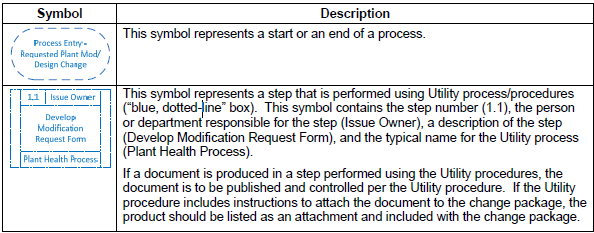 Symbol Description
Process Entry -
Requested Plant Mod/
Design Change
This symbol represents a start or an end of a process.
1.1 Issue Owner
Develop
Modification
Request Form
Plant Health Process
This symbol represents a step that is performed using Utility process/procedures
(“blue, dotted-line” box).  This symbol contains the step number (1.1), the person
or department responsible for the step (Issue Owner), a description of the step
(Develop Modification Request Form), and the typical name for the Utility process
(Plant Health Process).
If a document is produced in a step performed using the Utility procedures, the
document is to be published and controlled per the Utility procedure.  If the Utility
procedure includes instructions to attach the document to the change package, the
product should be listed as an attachment and included with the change package.